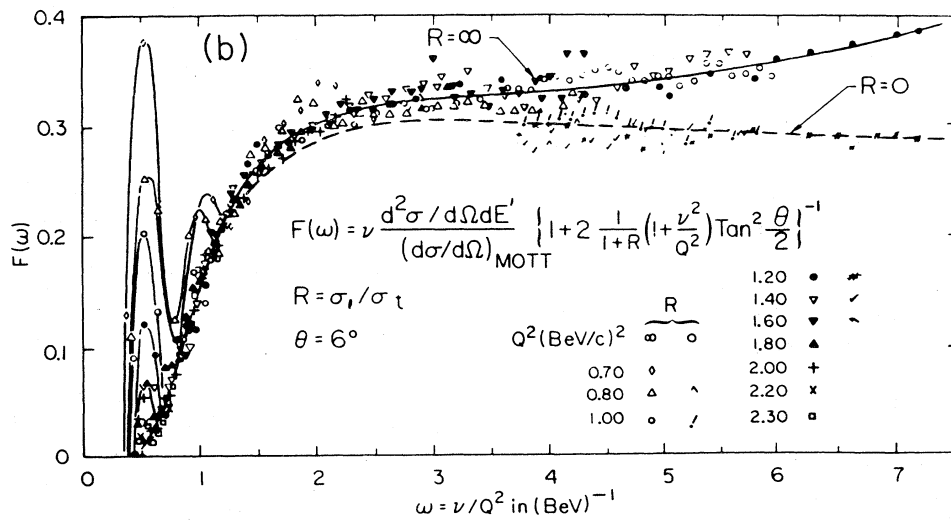 0.4
(b)
R=∞
R=O
0.3
F(ω) = ν d²σ/dΩdE′ / (dσ/dΩ)MOTT {1+2 1/1+R (1+ν²/Q²) Tan² θ/2}⁻¹
F(ω)
0.2
R = σₗ/σₜ
θ = 6°
R
Q²(BeV/c)² ∞ O
0.70
0.80
1.00
1.20
1.40
1.60
1.80
2.00
2.20
2.30
0.1
0
0 1 2 3 4 5 6 7
ω = ν/Q² in (BeV)⁻¹